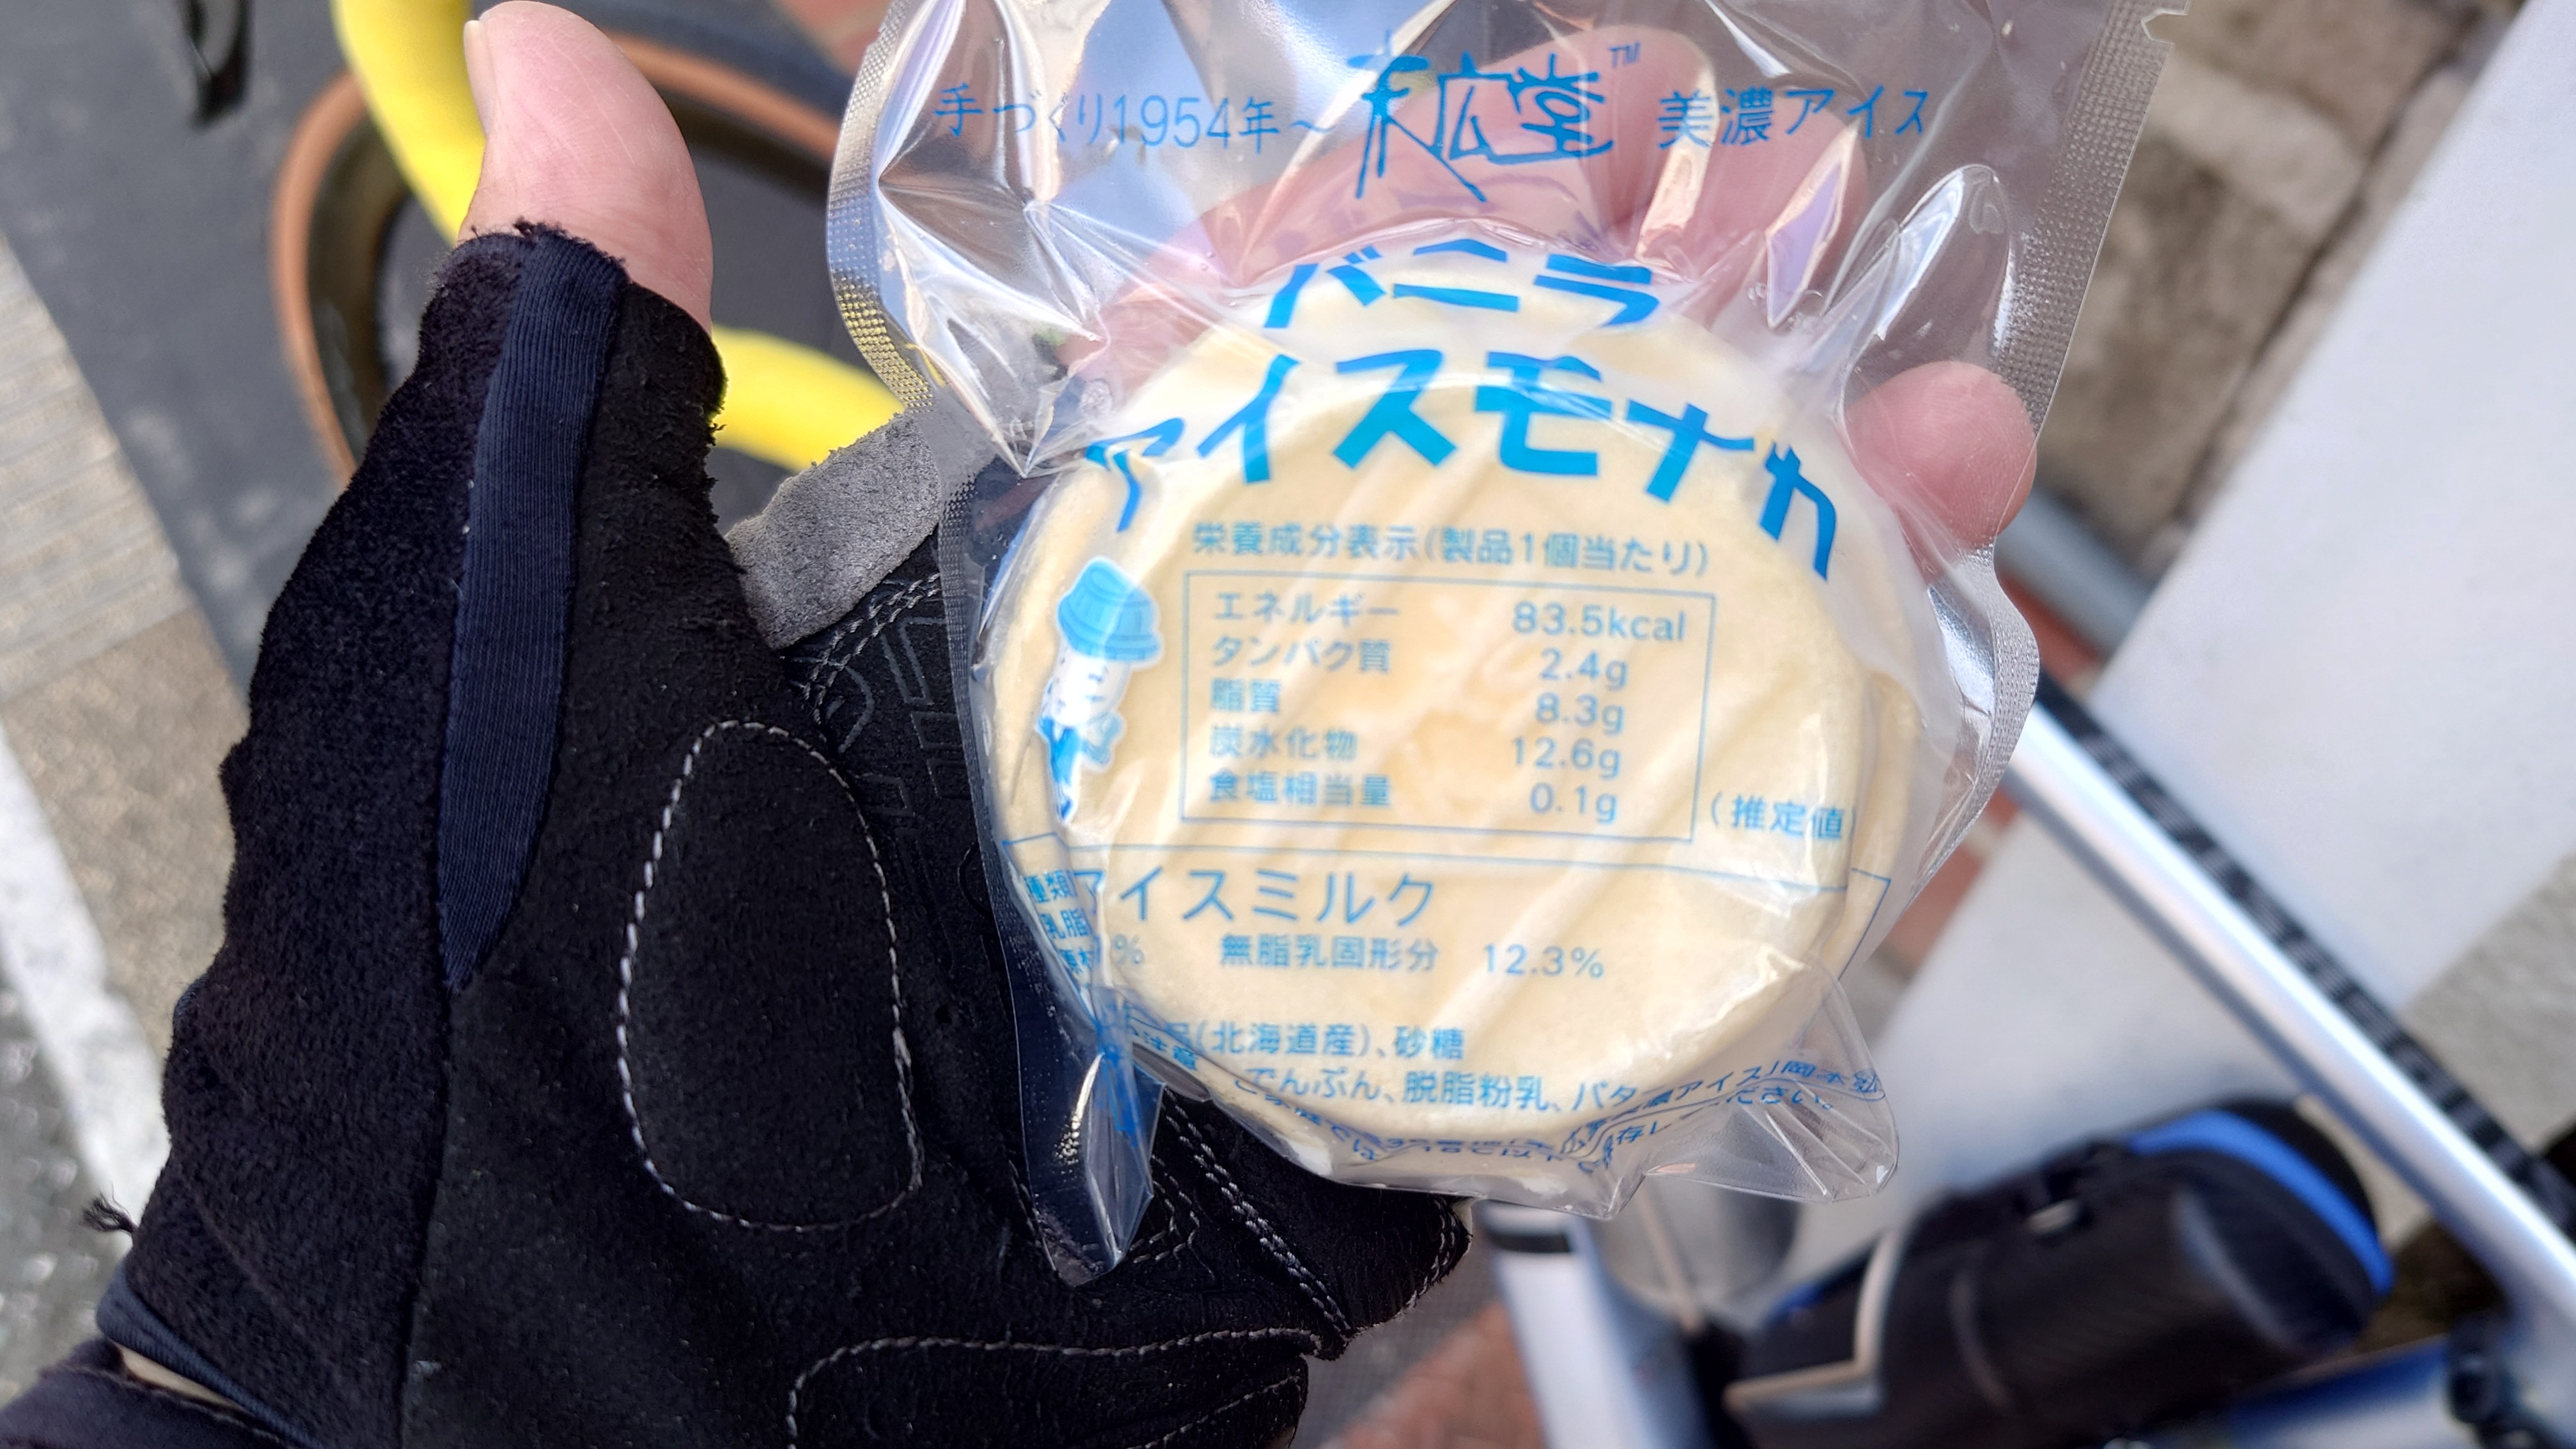 手づくり1954年〜 末広堂™ 美濃アイス
バニラ
アイスモナカ
栄養成分表示(製品1個当たり)
エネルギー 83.5kcal
タンパク質 2.4g
脂質 8.3g
炭水化物 12.6g
食塩相当量 0.1g
(推定値)
種類 アイスミルク
乳脂 % 無脂乳固形分 12.3%
(北海道産)、砂糖
でんぷん、脱脂粉乳、バター